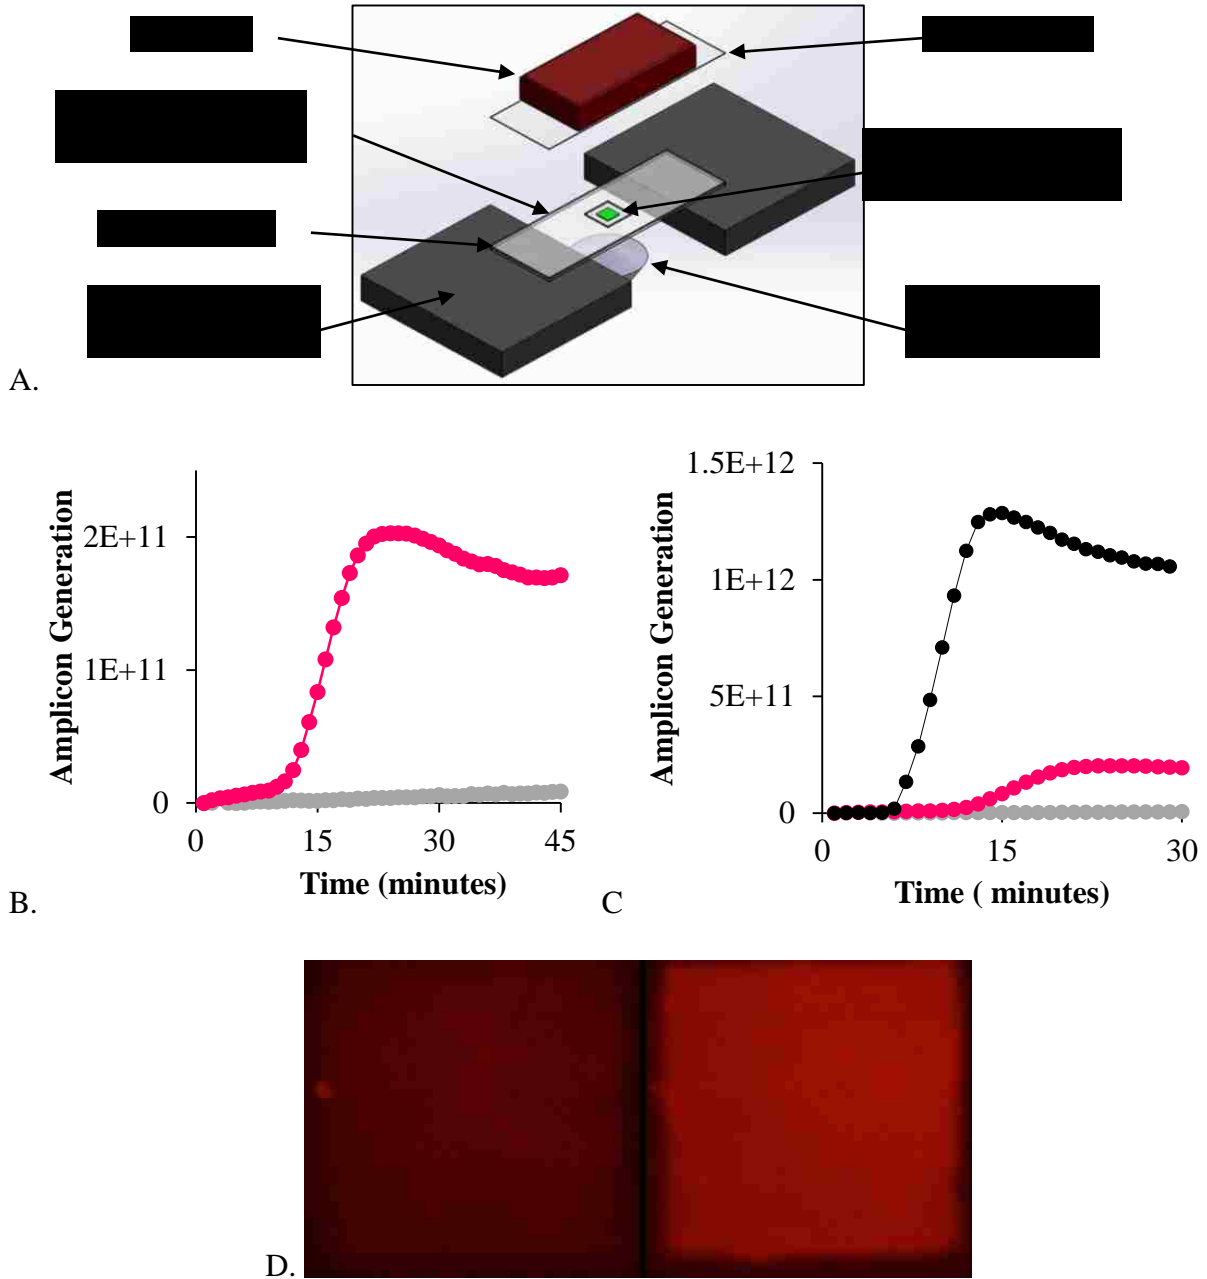 A.
Amplicon Generation
2E+11
1E+11
0
0 15 30 45
Time (minutes)
B.
Amplicon Generation
1.5E+12
1E+12
5E+11
0
0 15 30
Time ( minutes)
C
D.